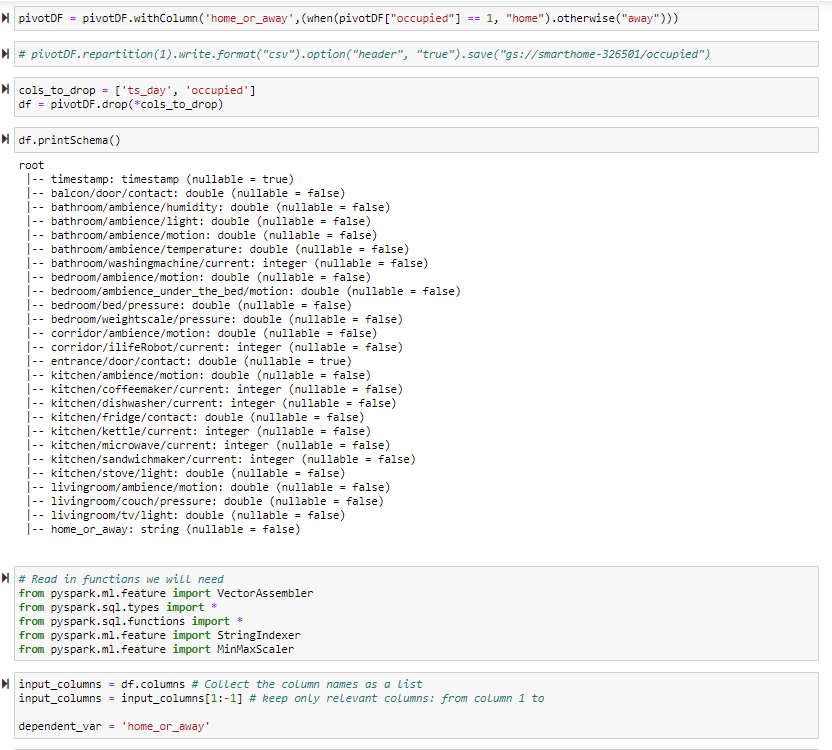 pivotDF = pivotDF.withColumn('home_or_away',(when(pivotDF["occupied"] == 1, "home").otherwise("away")))
# pivotDF.repartition(1).write.format("csv").option("header", "true").save("gs://smarthome-326501/occupied")
cols_to_drop = ['ts_day', 'occupied']
df = pivotDF.drop(*cols_to_drop)
df.printSchema()
root
 |-- timestamp: timestamp (nullable = true)
 |-- balcon/door/contact: double (nullable = false)
 |-- bathroom/ambience/humidity: double (nullable = false)
 |-- bathroom/ambience/light: double (nullable = false)
 |-- bathroom/ambience/motion: double (nullable = false)
 |-- bathroom/ambience/temperature: double (nullable = false)
 |-- bathroom/washingmachine/current: integer (nullable = false)
 |-- bedroom/ambience/motion: double (nullable = false)
 |-- bedroom/ambience_under_the_bed/motion: double (nullable = false)
 |-- bedroom/bed/pressure: double (nullable = false)
 |-- bedroom/weightscale/pressure: double (nullable = false)
 |-- corridor/ambience/motion: double (nullable = false)
 |-- corridor/ilifeRobot/current: integer (nullable = false)
 |-- entrance/door/contact: double (nullable = true)
 |-- kitchen/ambience/motion: double (nullable = false)
 |-- kitchen/coffeemaker/current: integer (nullable = false)
 |-- kitchen/dishwasher/current: integer (nullable = false)
 |-- kitchen/fridge/contact: double (nullable = false)
 |-- kitchen/kettle/current: integer (nullable = false)
 |-- kitchen/microwave/current: integer (nullable = false)
 |-- kitchen/sandwichmaker/current: integer (nullable = false)
 |-- kitchen/stove/light: double (nullable = false)
 |-- livingroom/ambience/motion: double (nullable = false)
 |-- livingroom/couch/pressure: double (nullable = false)
 |-- livingroom/tv/light: double (nullable = false)
 |-- home_or_away: string (nullable = false)
# Read in functions we will need
from pyspark.ml.feature import VectorAssembler
from pyspark.sql.types import *
from pyspark.sql.functions import *
from pyspark.ml.feature import StringIndexer
from pyspark.ml.feature import MinMaxScaler
input_columns = df.columns # Collect the column names as a list
input_columns = input_columns[1:-1] # keep only relevant columns: from column 1 to
dependent_var = 'home_or_away'